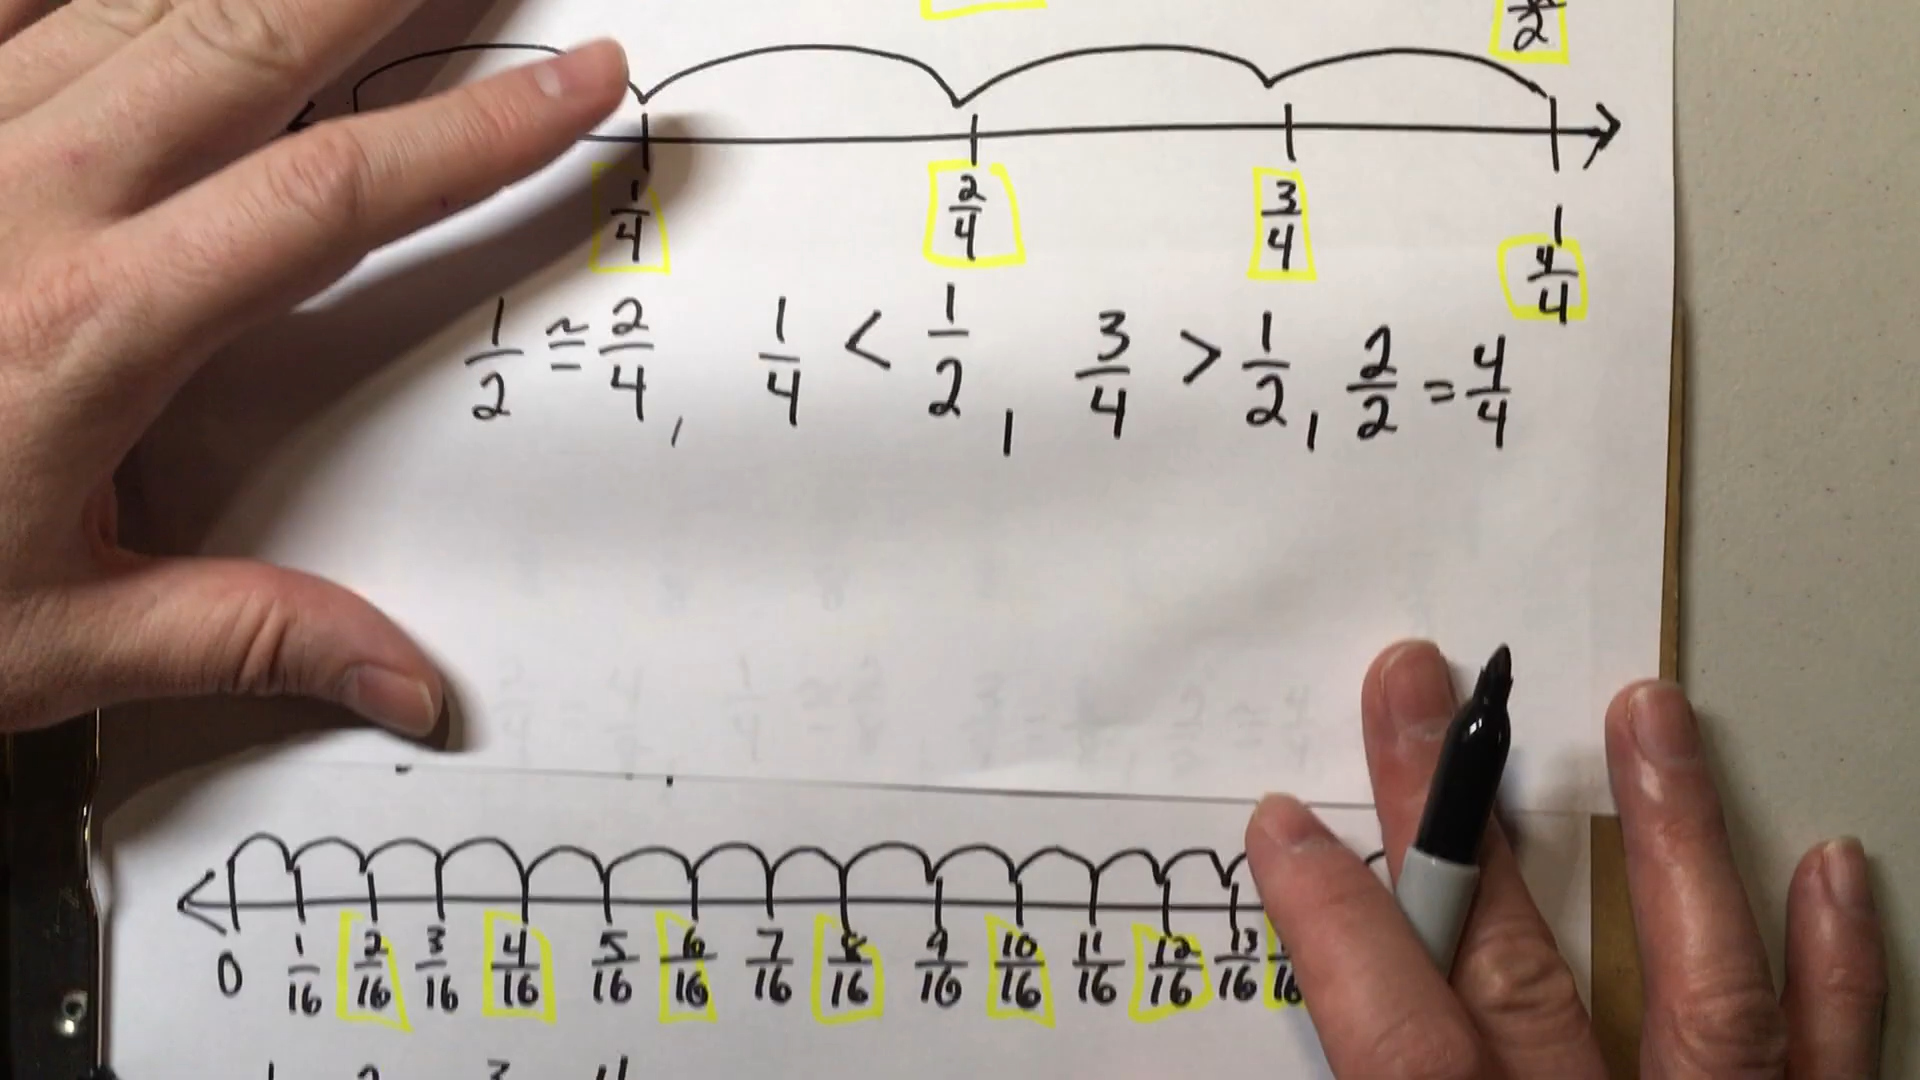 2
1/4 2/4 3/4 1
4/4
1/2 ≅ 2/4 , 1/4 < 1/2 , 3/4 > 1/2 , 2/2 = 4/4
0 1/16 2/16 3/16 4/16 5/16 6/16 7/16 8/16 9/16 10/16 11/16 12/16 13/16